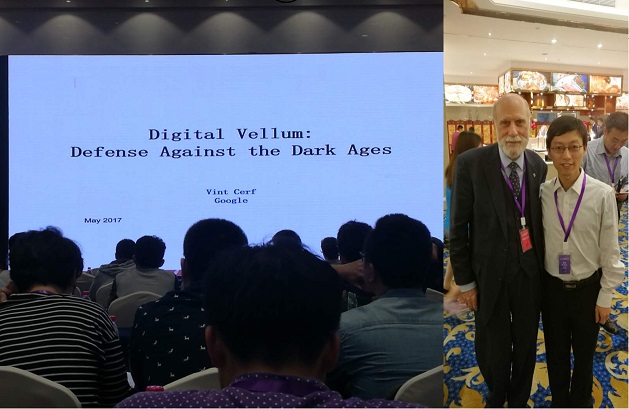 Digital Vellum:
Defense Against the Dark Ages
Vint Cerf
Google
May 2017